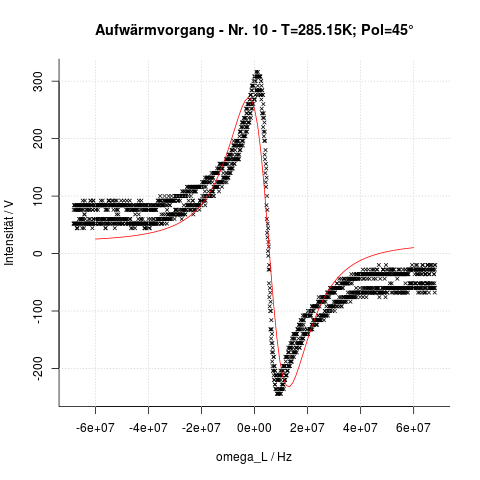 Aufwärmvorgang - Nr. 10 - T=285.15K; Pol=45°
300
200
100
0
-100
-200
Intensität / V
-6e+07 -4e+07 -2e+07 0e+00 2e+07 4e+07 6e+07
omega_L / Hz